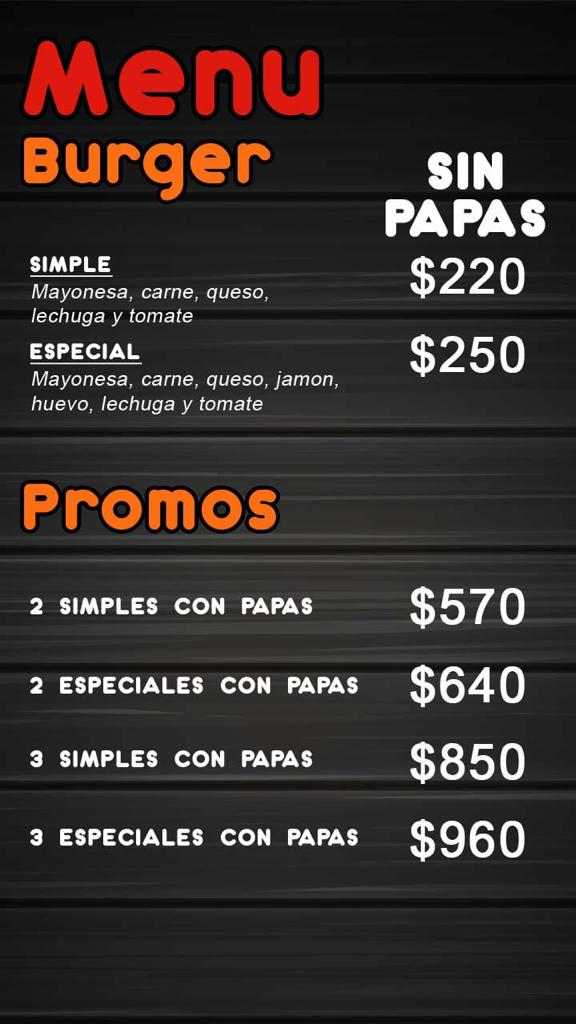 Menu
Burger
SIN
PAPAS
SIMPLE
$220
Mayonesa, carne, queso,
lechuga y tomate
ESPECIAL
$250
Mayonesa, carne, queso, jamon,
huevo, lechuga y tomate
Promos
2 SIMPLES CON PAPAS $570
2 ESPECIALES CON PAPAS $640
3 SIMPLES CON PAPAS $850
3 ESPECIALES CON PAPAS $960